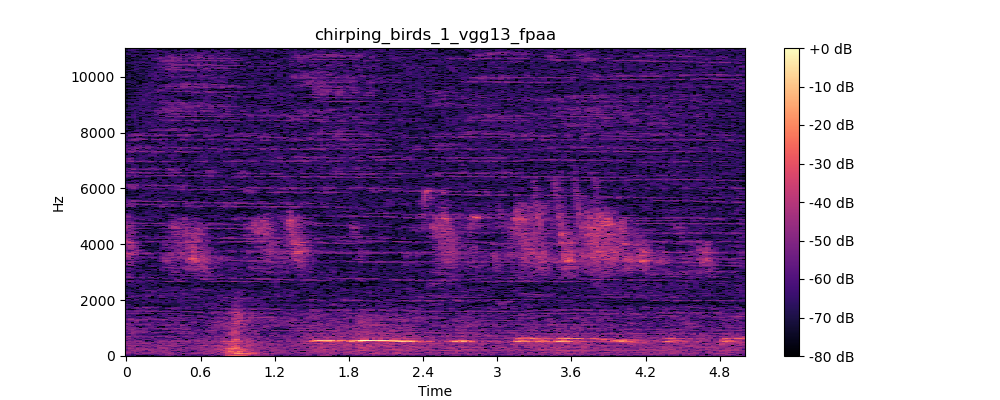 chirping_birds_1_vgg13_fpaa
Hz
10000
8000
6000
4000
2000
0
0 0.6 1.2 1.8 2.4 3 3.6 4.2 4.8
Time
+0 dB
-10 dB
-20 dB
-30 dB
-40 dB
-50 dB
-60 dB
-70 dB
-80 dB